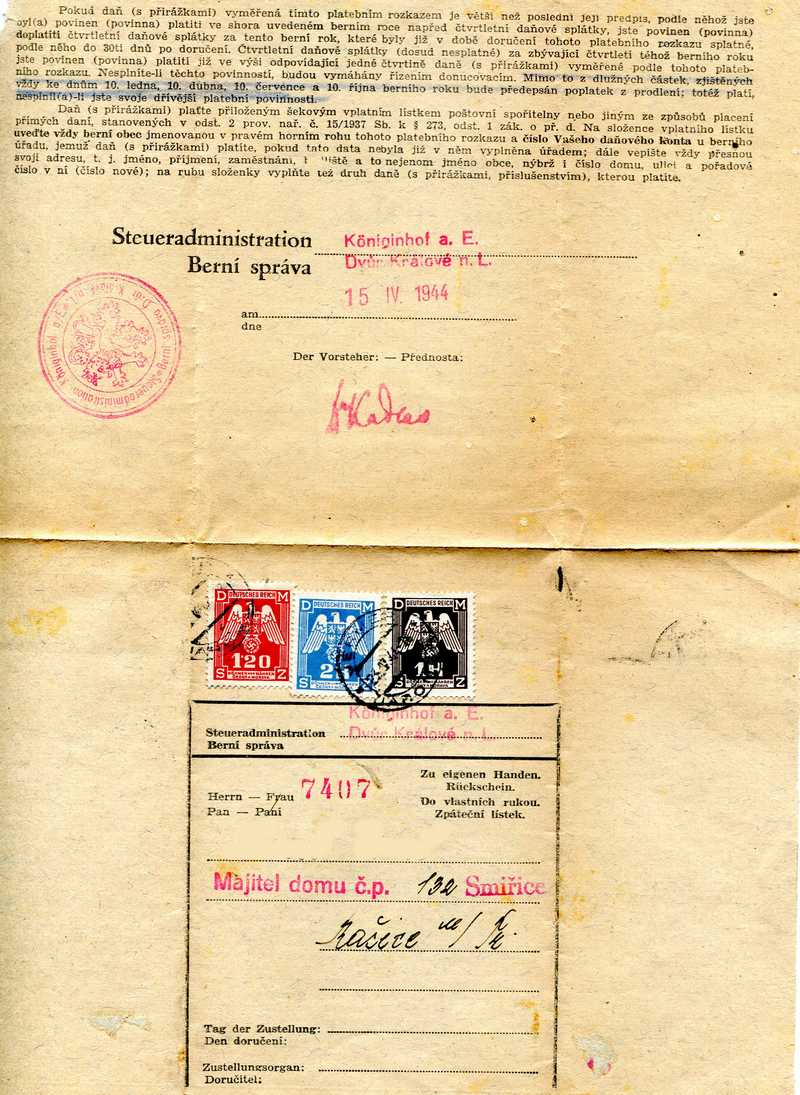 Pokud daň (s přirážkami) vyměřená tímto platebním rozkazem je větší než poslední její předpis, podle něhož jste
byl(a) povinen (povinna) platiti ve shora uvedeném berním roce napřed čtvrtletní daňové splátky, jste povinen (povinna)
doplatiti čtvrtletní daňové splátky za tento berní rok, které byly již v době doručení tohoto platebního rozkazu splatné,
podle něho do 30ti dnů po doručení. Čtvrtletní daňové splátky (dosud nesplatné) za zbývající čtvrtletí téhož berního roku
jste povinen (povinna) platiti již ve výši odpovídající jedné čtvrtině daně (s přirážkami) vyměřené podle tohoto plateb-
ního rozkazu. Nesplníte-li těchto povinností, budou vymáhány řízením donucovacím. Mimo to z dlužných částek, zjištěných
vždy ke dnům 10. ledna, 10. dubna, 10. července a 10. října berního roku bude předepsán poplatek z prodlení; totéž platí,
nesplnil(a)-li jste svoje dřívější platební povinnosti.
Daň (s přirážkami) plaťte přiloženým šekovým vplatním lístkem poštovní spořitelny nebo jiným ze způsobů placení
přímých daní, stanovených v odst. 2 prov. nař. č. 15/1937 Sb. k § 273, odst. 1 zák. o př. d. Na složence vplatního lístku
uveďte vždy berní obec jmenovanou v pravém horním rohu tohoto platebního rozkazu a číslo Vašeho daňového konta u berního
úřadu, jemuž daň (s přirážkami) platíte, pokud tato data nebyla již v něm vyplněna úřadem; dále vepište vždy přesnou
svoji adresu, t. j. jméno, příjmení, zaměstnání, a to nejenom jméno obce, nýbrž i číslo domu, ulici a pořadová
číslo v ní (číslo nové); na rubu složenky vyplňte též druh daně (s přirážkami, příslušenstvím), kterou platíte.
Steueradministration Königinhof a. E.
Berní správa Dvůr Králové n. L.
15 IV. 1944
am
dne
Der Vorsteher: — Přednosta:
Steueradministration Königinhof a. E.
D M DEUTSCHES REICH 1·20 S Z
D M DEUTSCHES REICH S Z
D M DEUTSCHES REICH S Z
BÖHMEN UND MÄHREN
Königinhof a. E.
Steueradministration Dvůr Králové n. L.
Berní správa
Zu eigenen Handen.
Rückschein.
Herrn — Frau 7407
Do vlastních rukou.
Pan — Paní
Zpáteční lístek.
Majitel domu č.p. 132 Smiřice
Račice n/ Tr.
Tag der Zustellung:
Den doručení:
Zustellungsorgan:
Doručitel: